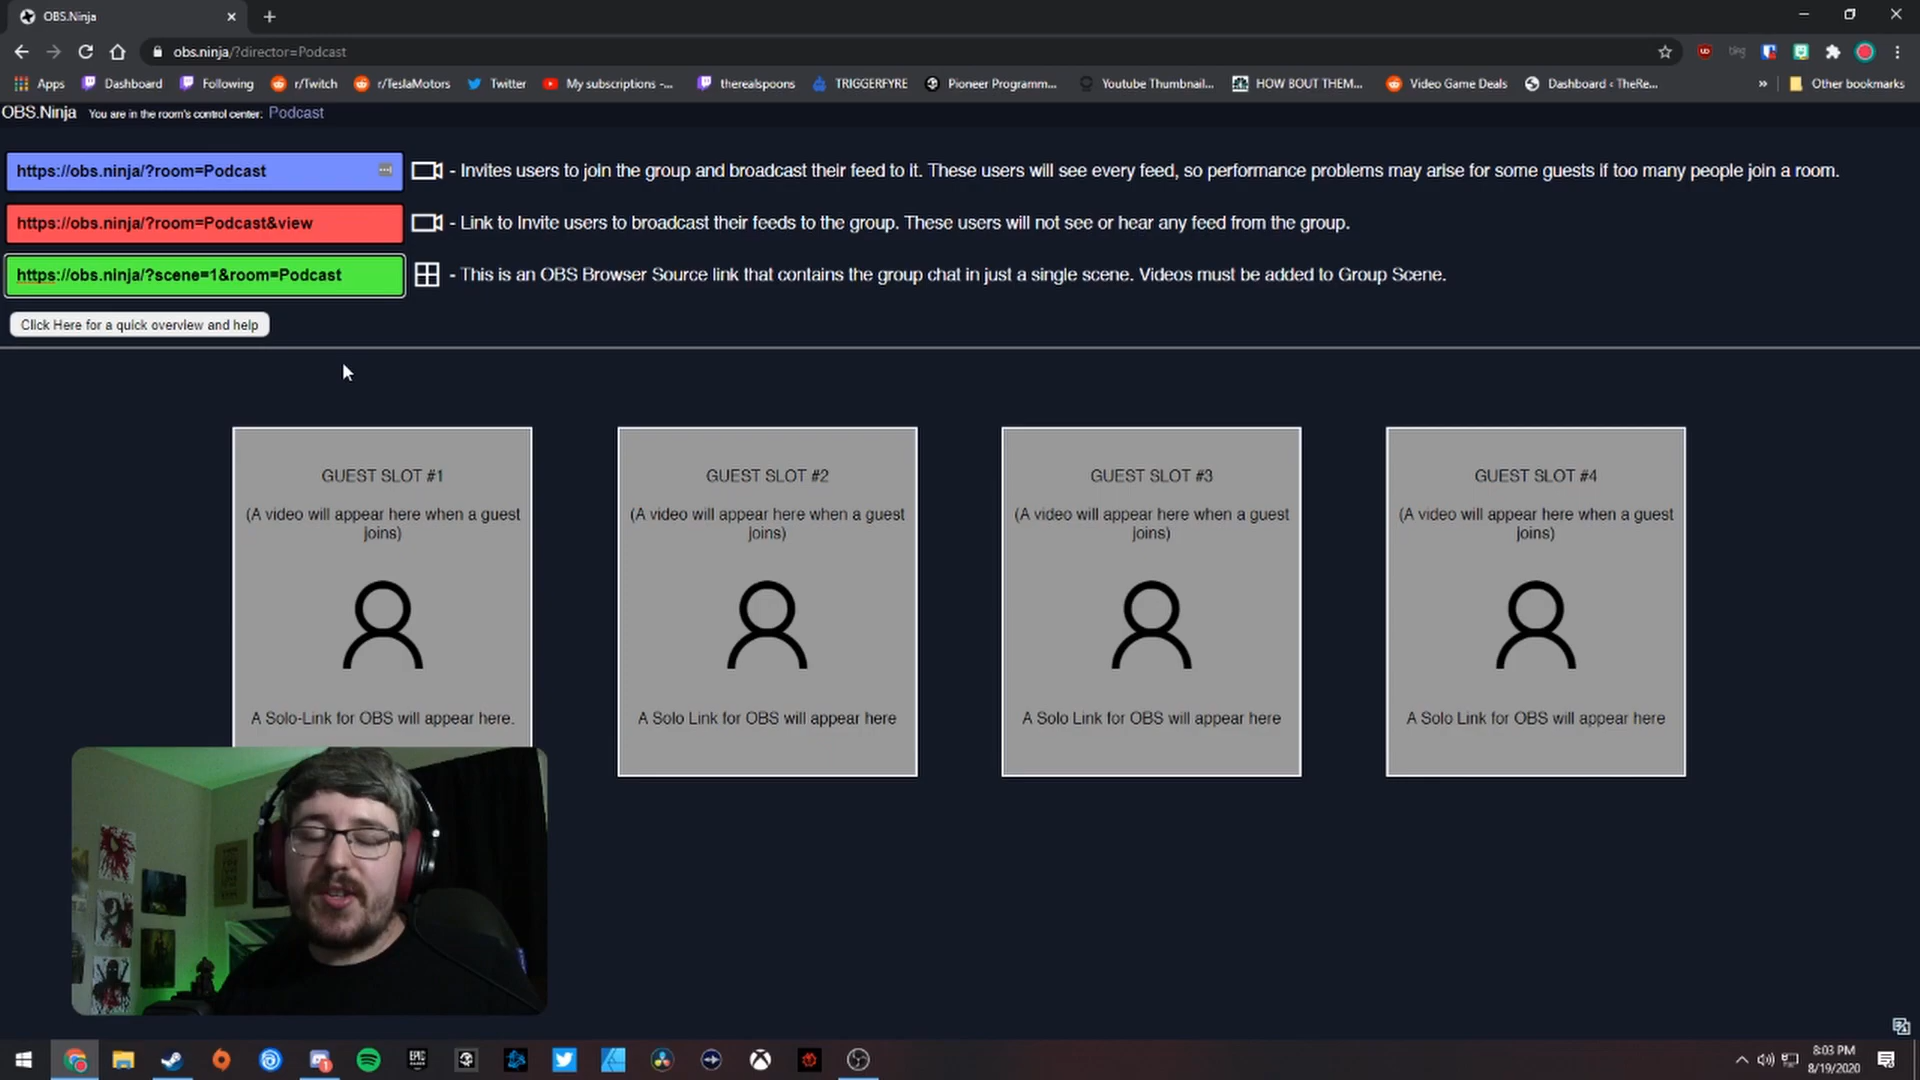 OBS.Ninja
obs.ninja/?director=Podcast
Apps Dashboard Following r/Twitch r/TeslaMotors Twitter My subscriptions -... therealspoons TRIGGERFYRE Pioneer Programm... Youtube Thumbnail... HOW BOUT THEM... Video Game Deals Dashboard ‹ TheRe... » Other bookmarks
OBS.Ninja You are in the room's control center: Podcast
https://obs.ninja/?room=Podcast - Invites users to join the group and broadcast their feed to it. These users will see every feed, so performance problems may arise for some guests if too many people join a room.
https://obs.ninja/?room=Podcast&view - Link to Invite users to broadcast their feeds to the group. These users will not see or hear any feed from the group.
https://obs.ninja/?scene=1&room=Podcast - This is an OBS Browser Source link that contains the group chat in just a single scene. Videos must be added to Group Scene.
Click Here for a quick overview and help
GUEST SLOT #1
(A video will appear here when a guest
joins)
A Solo-Link for OBS will appear here.
GUEST SLOT #2
(A video will appear here when a guest
joins)
A Solo Link for OBS will appear here
GUEST SLOT #3
(A video will appear here when a guest
joins)
A Solo Link for OBS will appear here
GUEST SLOT #4
(A video will appear here when a guest
joins)
A Solo Link for OBS will appear here
EPIC
8:03 PM
8/19/2020